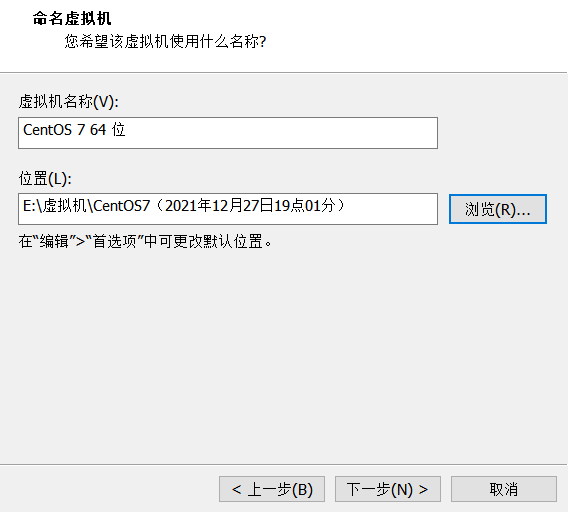 命名虚拟机
您希望该虚拟机使用什么名称?
虚拟机名称(V):
CentOS 7 64 位
位置(L):
E:\虚拟机\CentOS7（2021年12月27日19点01分）
浏览(R)...
在“编辑”>“首选项”中可更改默认位置。
< 上一步(B)
下一步(N) >
取消